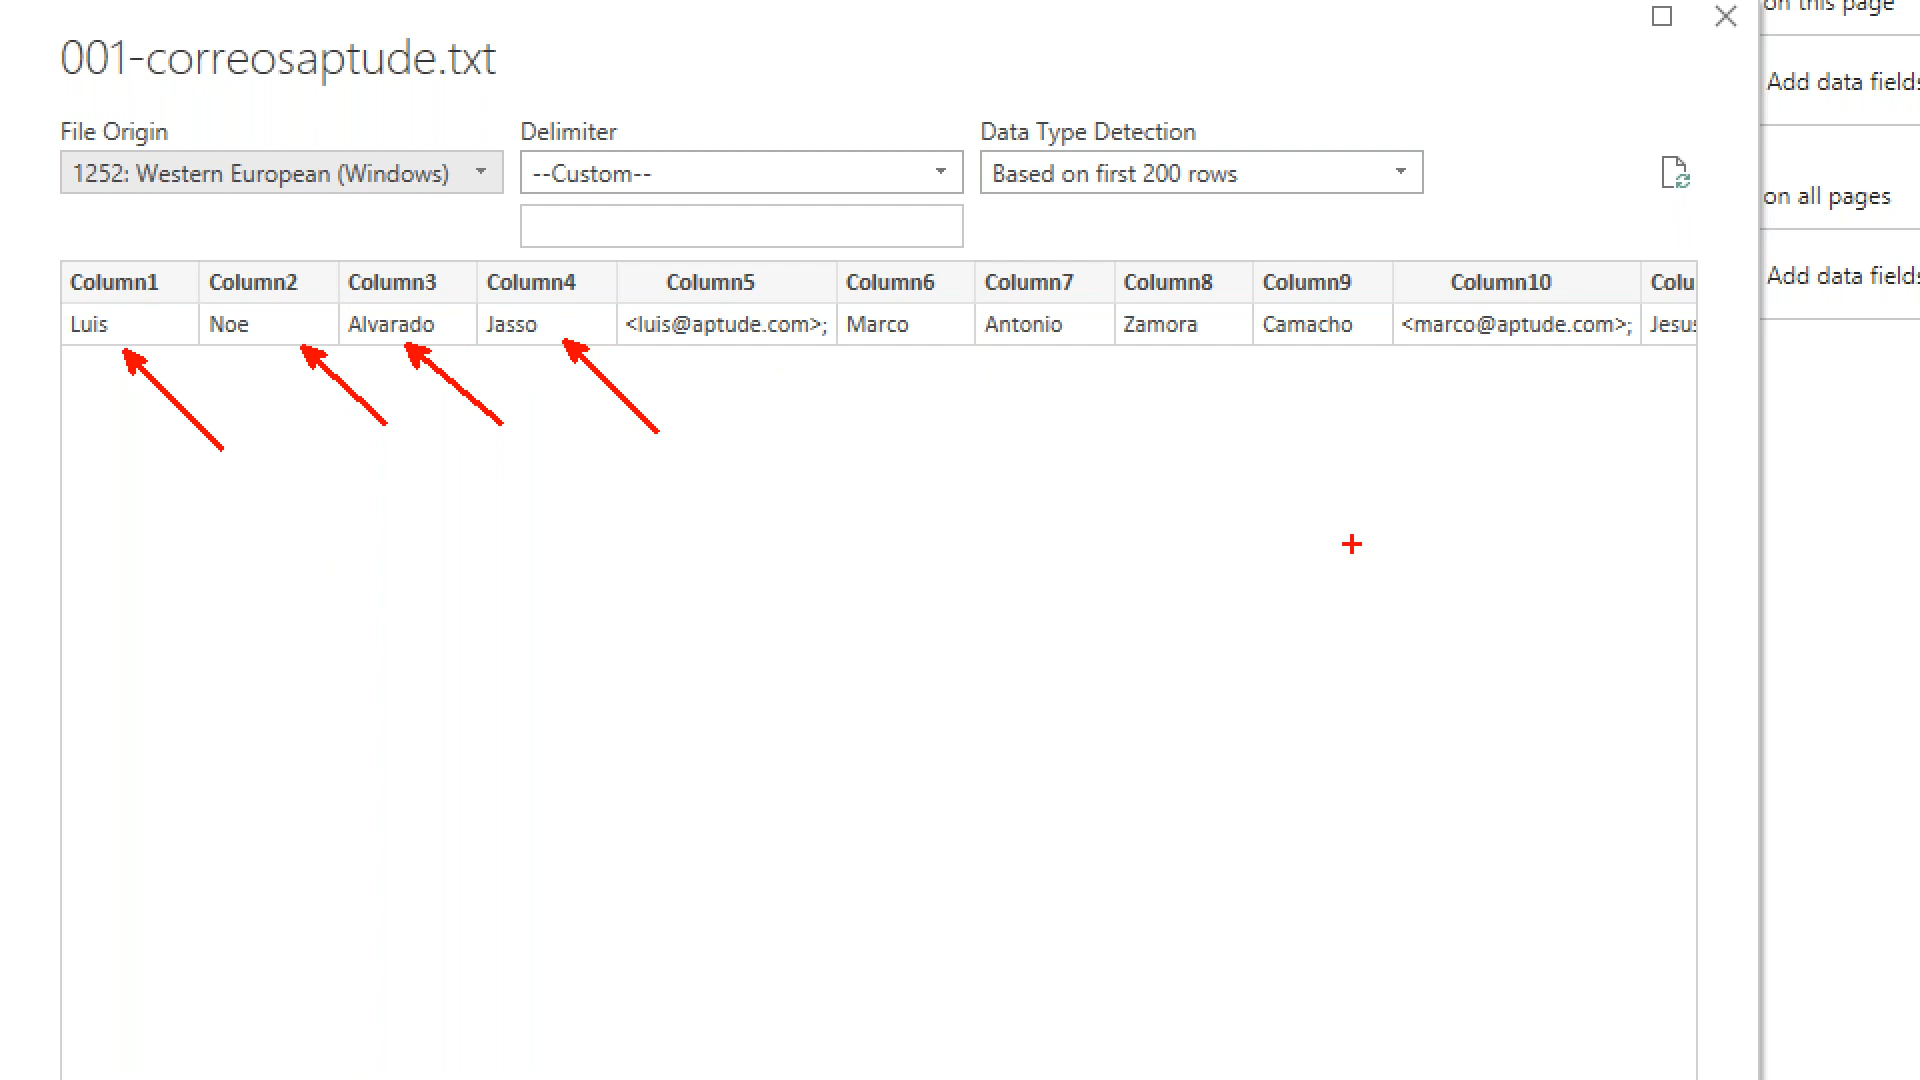 on this page
001-correosaptude.txt
Add data fields
File Origin Delimiter Data Type Detection
1252: Western European (Windows) --Custom-- Based on first 200 rows
on all pages
Column1 Column2 Column3 Column4 Column5 Column6 Column7 Column8 Column9 Column10 Colu
Add data fields
Luis Noe Alvarado Jasso <luis@aptude.com>; Marco Antonio Zamora Camacho <marco@aptude.com>; Jesus